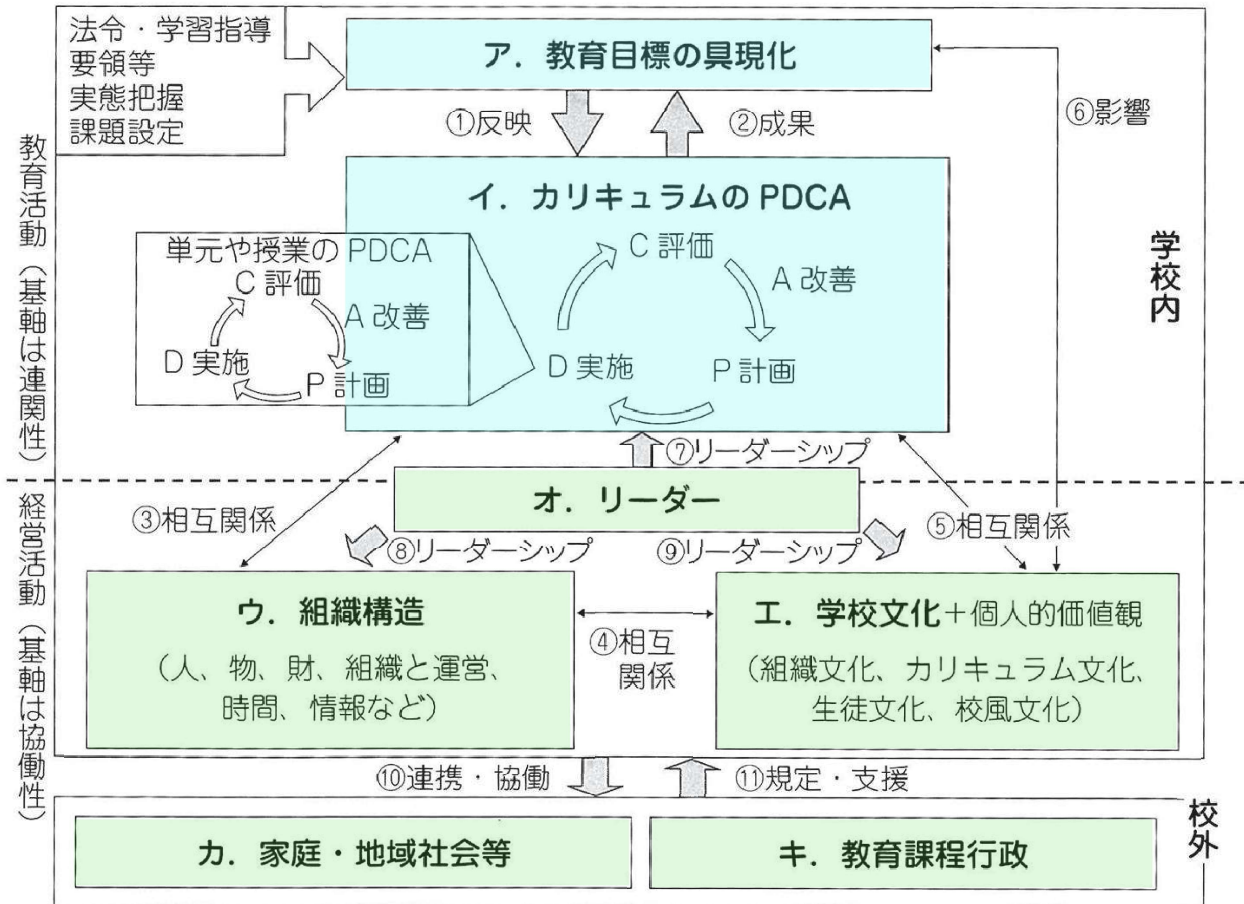 法令・学習指導
要領等
実態把握
課題設定
ア．教育目標の具現化
①反映
②成果
⑥影響
イ．カリキュラムの PDCA
C 評価
A 改善
D 実施
P 計画
単元や授業の PDCA
C 評価
A 改善
D 実施
P 計画
教育活動（基軸は連関性）
学校内
⑦リーダーシップ
オ．リーダー
③相互関係
⑧リーダーシップ
⑨リーダーシップ
⑤相互関係
経営活動（基軸は協働性）
ウ．組織構造
（人、物、財、組織と運営、
時間、情報など）
④相互
関係
エ．学校文化＋個人的価値観
（組織文化、カリキュラム文化、
生徒文化、校風文化）
⑩連携・協働
⑪規定・支援
カ．家庭・地域社会等
キ．教育課程行政
校外